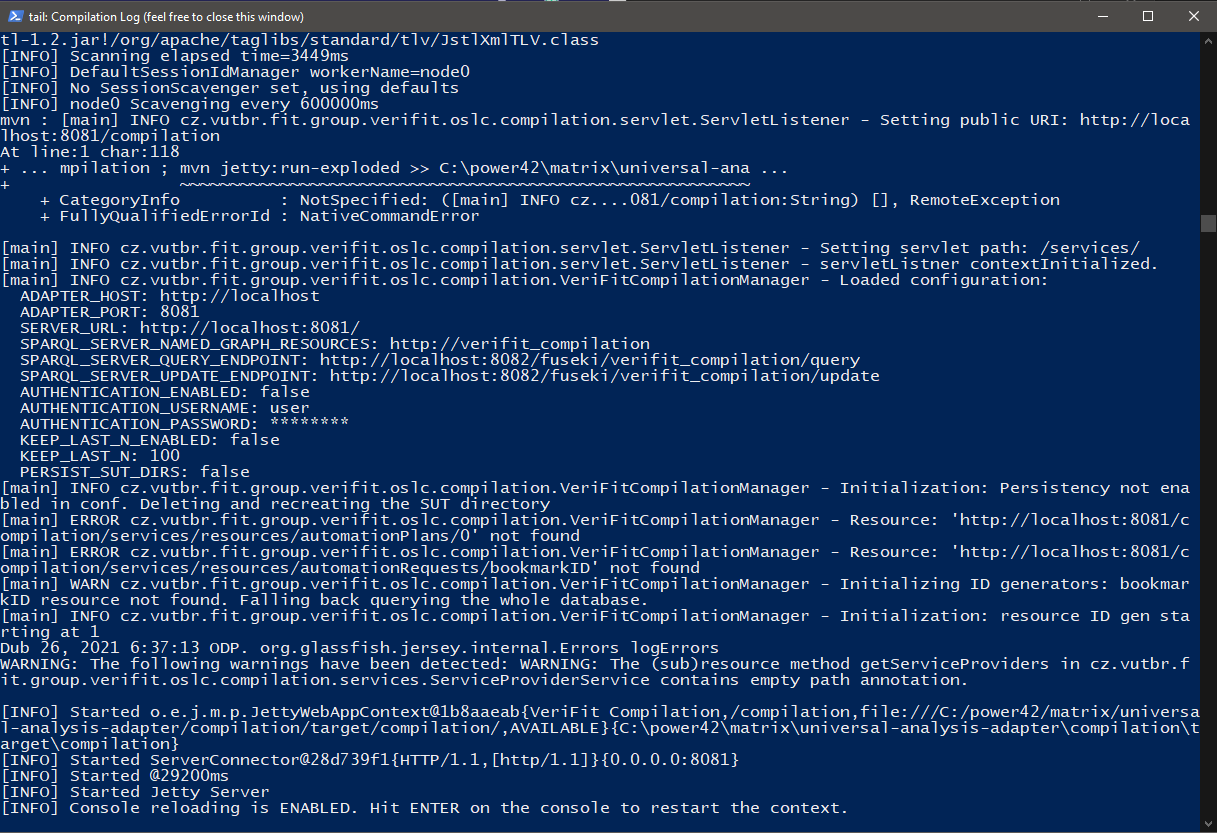 tail: Compilation Log (feel free to close this window)
tl-1.2.jar!/org/apache/taglibs/standard/tlv/JstlXmlTLV.class
[INFO] Scanning elapsed time=3449ms
[INFO] DefaultSessionIdManager workerName=node0
[INFO] No SessionScavenger set, using defaults
[INFO] node0 Scavenging every 600000ms
mvn : [main] INFO cz.vutbr.fit.group.verifit.oslc.compilation.servlet.ServletListener - Setting public URI: http://loca
lhost:8081/compilation
At line:1 char:118
+ ... mpilation ; mvn jetty:run-exploded >> C:\power42\matrix\universal-ana ...
+                 ~~~~~~~~~~~~~~~~~~~~~~~~~~~~~~~~~~~~~~~~~~~~~~~~~~~~~~~~~
    + CategoryInfo          : NotSpecified: ([main] INFO cz....081/compilation:String) [], RemoteException
    + FullyQualifiedErrorId : NativeCommandError
[main] INFO cz.vutbr.fit.group.verifit.oslc.compilation.servlet.ServletListener - Setting servlet path: /services/
[main] INFO cz.vutbr.fit.group.verifit.oslc.compilation.servlet.ServletListener - servletListner contextInitialized.
[main] INFO cz.vutbr.fit.group.verifit.oslc.compilation.VeriFitCompilationManager - Loaded configuration:
  ADAPTER_HOST: http://localhost
  ADAPTER_PORT: 8081
  SERVER_URL: http://localhost:8081/
  SPARQL_SERVER_NAMED_GRAPH_RESOURCES: http://verifit_compilation
  SPARQL_SERVER_QUERY_ENDPOINT: http://localhost:8082/fuseki/verifit_compilation/query
  SPARQL_SERVER_UPDATE_ENDPOINT: http://localhost:8082/fuseki/verifit_compilation/update
  AUTHENTICATION_ENABLED: false
  AUTHENTICATION_USERNAME: user
  AUTHENTICATION_PASSWORD: ********
  KEEP_LAST_N_ENABLED: false
  KEEP_LAST_N: 100
  PERSIST_SUT_DIRS: false
[main] INFO cz.vutbr.fit.group.verifit.oslc.compilation.VeriFitCompilationManager - Initialization: Persistency not ena
bled in conf. Deleting and recreating the SUT directory
[main] ERROR cz.vutbr.fit.group.verifit.oslc.compilation.VeriFitCompilationManager - Resource: 'http://localhost:8081/c
ompilation/services/resources/automationPlans/0' not found
[main] ERROR cz.vutbr.fit.group.verifit.oslc.compilation.VeriFitCompilationManager - Resource: 'http://localhost:8081/c
ompilation/services/resources/automationRequests/bookmarkID' not found
[main] WARN cz.vutbr.fit.group.verifit.oslc.compilation.VeriFitCompilationManager - Initializing ID generators: bookmar
kID resource not found. Falling back querying the whole database.
[main] INFO cz.vutbr.fit.group.verifit.oslc.compilation.VeriFitCompilationManager - Initialization: resource ID gen sta
rting at 1
Dub 26, 2021 6:37:13 ODP. org.glassfish.jersey.internal.Errors logErrors
WARNING: The following warnings have been detected: WARNING: The (sub)resource method getServiceProviders in cz.vutbr.f
it.group.verifit.oslc.compilation.services.ServiceProviderService contains empty path annotation.
[INFO] Started o.e.j.m.p.JettyWebAppContext@1b8aaeab{VeriFit Compilation,/compilation,file:///C:/power42/matrix/universa
l-analysis-adapter/compilation/target/compilation/,AVAILABLE}{C:\power42\matrix\universal-analysis-adapter\compilation\t
arget\compilation}
[INFO] Started ServerConnector@28d739f1{HTTP/1.1,[http/1.1]}{0.0.0.0:8081}
[INFO] Started @29200ms
[INFO] Started Jetty Server
[INFO] Console reloading is ENABLED. Hit ENTER on the console to restart the context.